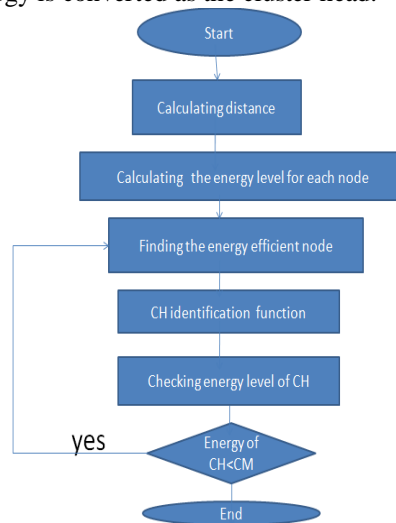 gy is converted as the cluster head.
Start
Calculating distance
Calculating the energy level for each node
Finding the energy efficient node
CH identification function
Checking energy level of CH
yes
Energy of
CH<CM
End